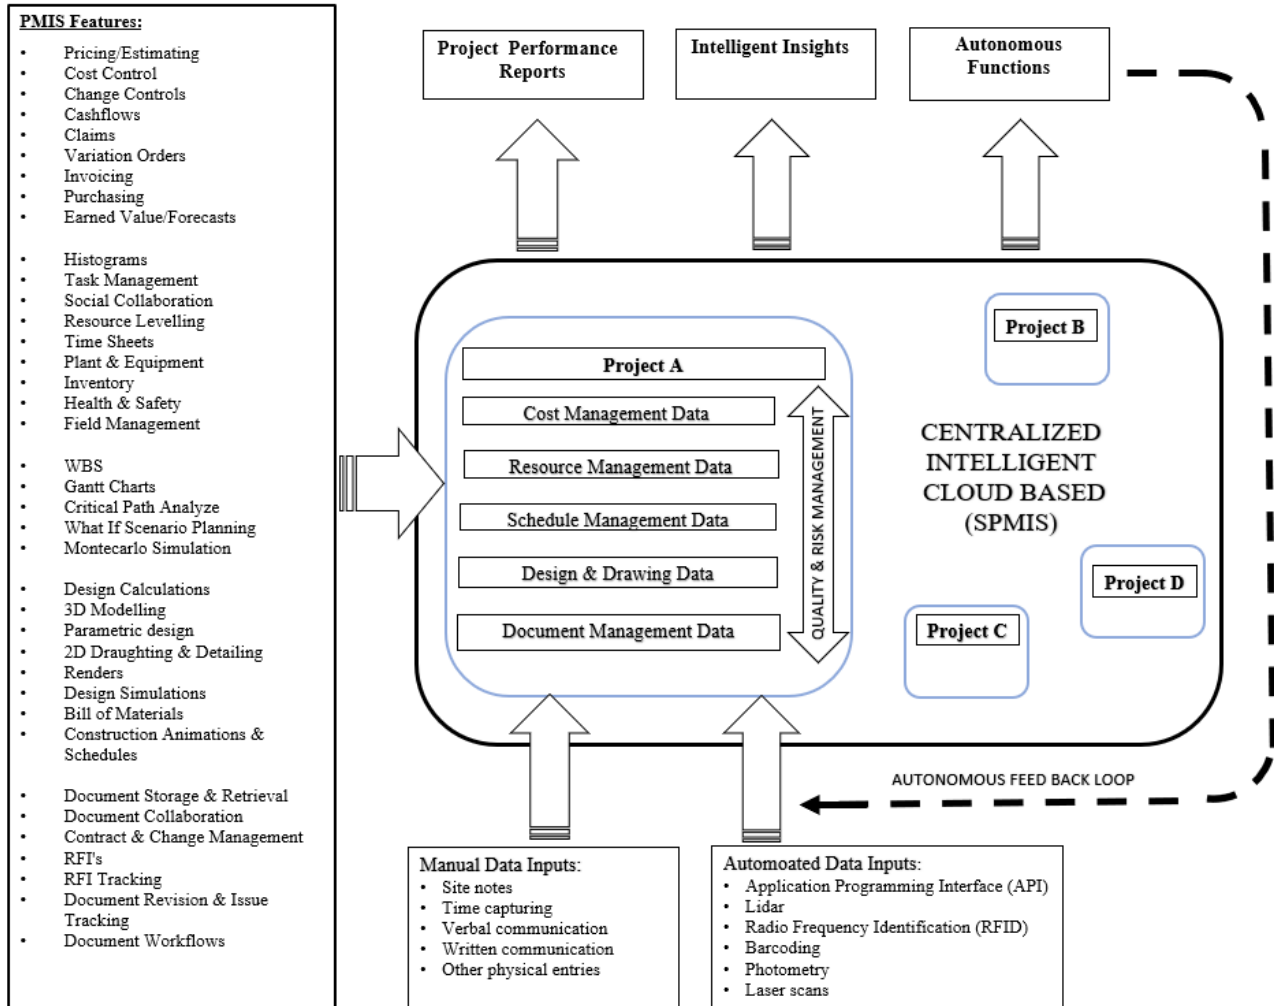 PMIS Features:
• Pricing/Estimating
• Cost Control
• Change Controls
• Cashflows
• Claims
• Variation Orders
• Invoicing
• Purchasing
• Earned Value/Forecasts
• Histograms
• Task Management
• Social Collaboration
• Resource Levelling
• Time Sheets
• Plant & Equipment
• Inventory
• Health & Safety
• Field Management
• WBS
• Gantt Charts
• Critical Path Analyze
• What If Scenario Planning
• Montecarlo Simulation
• Design Calculations
• 3D Modelling
• Parametric design
• 2D Draughting & Detailing
• Renders
• Design Simulations
• Bill of Materials
• Construction Animations &
Schedules
• Document Storage & Retrieval
• Document Collaboration
• Contract & Change Management
• RFI's
• RFI Tracking
• Document Revision & Issue
Tracking
• Document Workflows
Project Performance
Reports
Intelligent Insights
Autonomous
Functions
Project A
Cost Management Data
Resource Management Data
Schedule Management Data
Design & Drawing Data
Document Management Data
QUALITY & RISK MANAGEMENT
Project B
CENTRALIZED
INTELLIGENT
CLOUD BASED
(SPMIS)
Project D
Project C
AUTONOMOUS FEED BACK LOOP
Manual Data Inputs:
• Site notes
• Time capturing
• Verbal communication
• Written communication
• Other physical entries
Automoated Data Inputs:
• Application Programming Interface (API)
• Lidar
• Radio Frequency Identification (RFID)
• Barcoding
• Photometry
• Laser scans